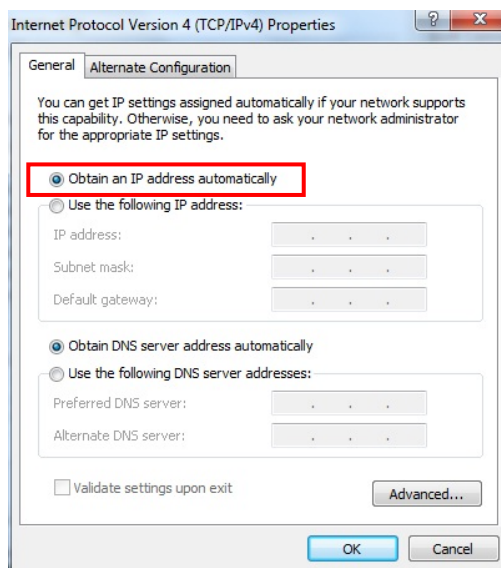 Internet Protocol Version 4 (TCP/IPv4) Properties
General
Alternate Configuration
You can get IP settings assigned automatically if your network supports
this capability. Otherwise, you need to ask your network administrator
for the appropriate IP settings.
Obtain an IP address automatically
Use the following IP address:
IP address:
Subnet mask:
Default gateway:
Obtain DNS server address automatically
Use the following DNS server addresses:
Preferred DNS server:
Alternate DNS server:
Validate settings upon exit
Advanced...
OK
Cancel